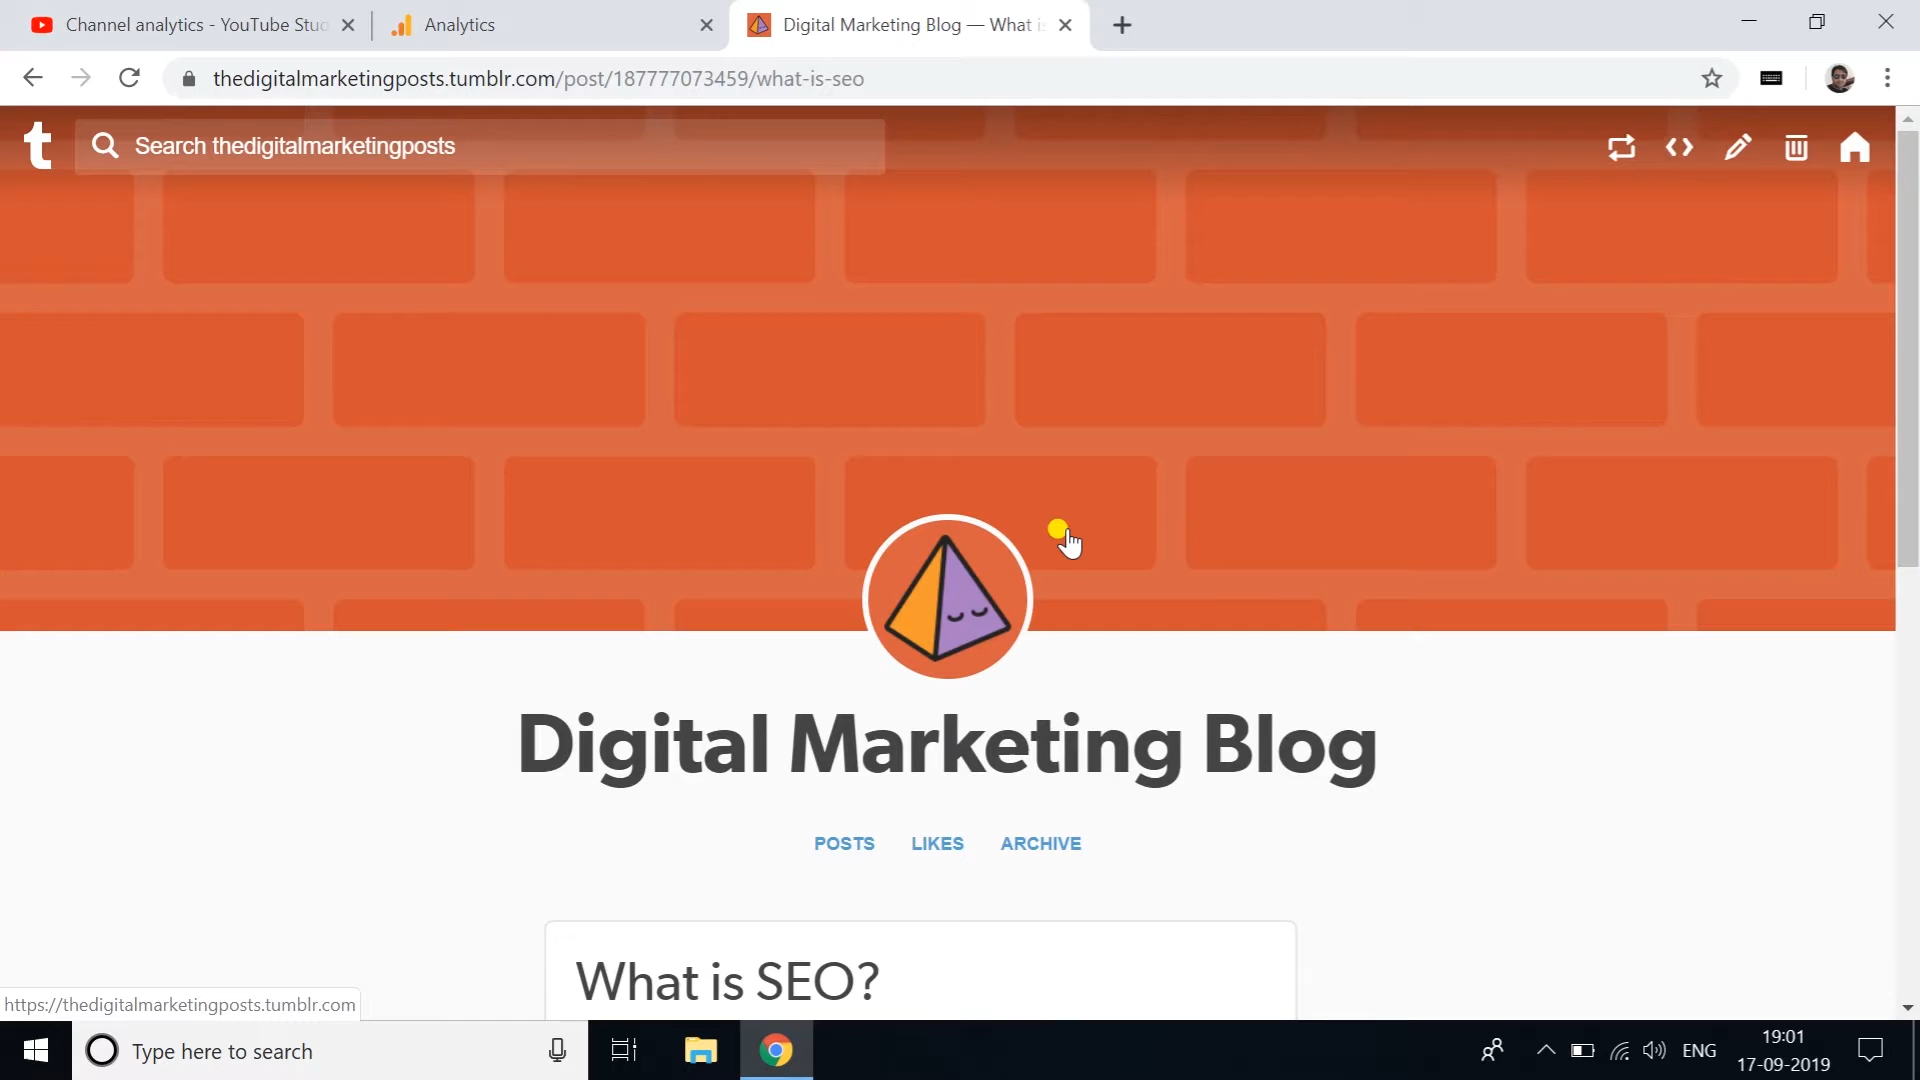 Channel analytics - YouTube Stud
Analytics
Digital Marketing Blog — What is
thedigitalmarketingposts.tumblr.com/post/187777073459/what-is-seo
t
Search thedigitalmarketingposts
Digital Marketing Blog
POSTS
LIKES
ARCHIVE
What is SEO?
https://thedigitalmarketingposts.tumblr.com
Type here to search
ENG
19:01
17-09-2019